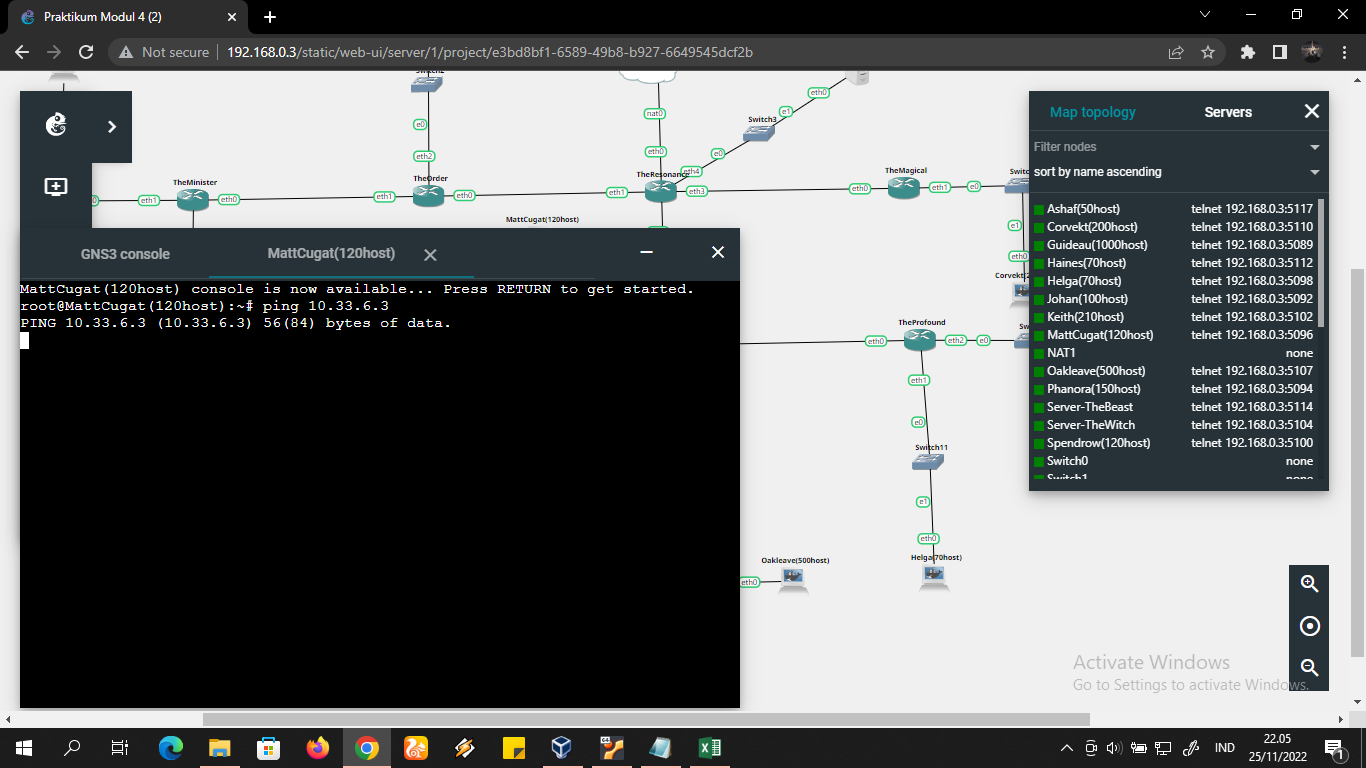 Praktikum Modul 4 (2)
Not secure
192.168.0.3/static/web-ui/server/1/project/e3bd8bf1-6589-49b8-b927-6649545dcf2b
eth0
e1
nat0
Switch3
e0
eth0
e0
eth2
eth4
TheMinister
TheOrder
TheResonance
TheMagical
eth1
eth0
eth1
eth0
eth1
eth3
eth0
eth1
e0
MattCugat(120host)
e1
eth0
GNS3 console
MattCugat(120host)
MattCugat(120host) console is now available... Press RETURN to get started.
root@MattCugat(120host):~# ping 10.33.6.3
PING 10.33.6.3 (10.33.6.3) 56(84) bytes of data.
TheProfound
eth0
eth2
e0
eth1
e0
Switch11
e1
eth0
Oakleave(500host)
Helga(70host)
eth0
Map topology
Servers
Filter nodes
sort by name ascending
Ashaf(50host) telnet 192.168.0.3:5117
Corvekt(200host) telnet 192.168.0.3:5110
Guideau(1000host) telnet 192.168.0.3:5089
Haines(70host) telnet 192.168.0.3:5112
Helga(70host) telnet 192.168.0.3:5098
Johan(100host) telnet 192.168.0.3:5092
Keith(210host) telnet 192.168.0.3:5102
MattCugat(120host) telnet 192.168.0.3:5096
NAT1 none
Oakleave(500host) telnet 192.168.0.3:5107
Phanora(150host) telnet 192.168.0.3:5094
Server-TheBeast telnet 192.168.0.3:5114
Server-TheWitch telnet 192.168.0.3:5104
Spendrow(120host) telnet 192.168.0.3:5100
Switch0 none
Switch1 none
Activate Windows
Go to Settings to activate Windows.
IND
22.05
25/11/2022
1